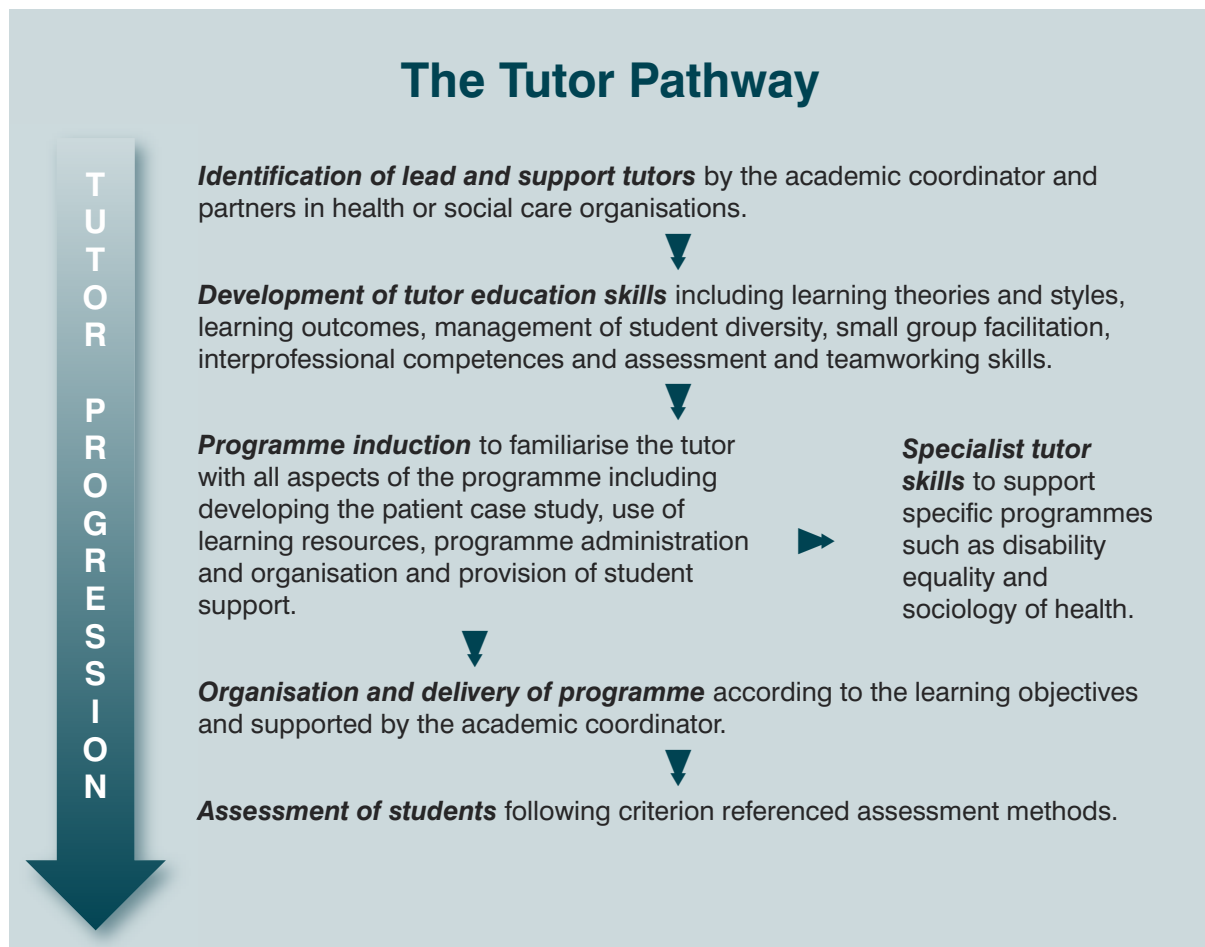 The Tutor Pathway
TUTOR PROGRESSION
Identification of lead and support tutors by the academic coordinator and
partners in health or social care organisations.
Development of tutor education skills including learning theories and styles,
learning outcomes, management of student diversity, small group facilitation,
interprofessional competences and assessment and teamworking skills.
Programme induction to familiarise the tutor
with all aspects of the programme including
developing the patient case study, use of
learning resources, programme administration
and organisation and provision of student
support.
Specialist tutor
skills to support
specific programmes
such as disability
equality and
sociology of health.
Organisation and delivery of programme according to the learning objectives
and supported by the academic coordinator.
Assessment of students following criterion referenced assessment methods.